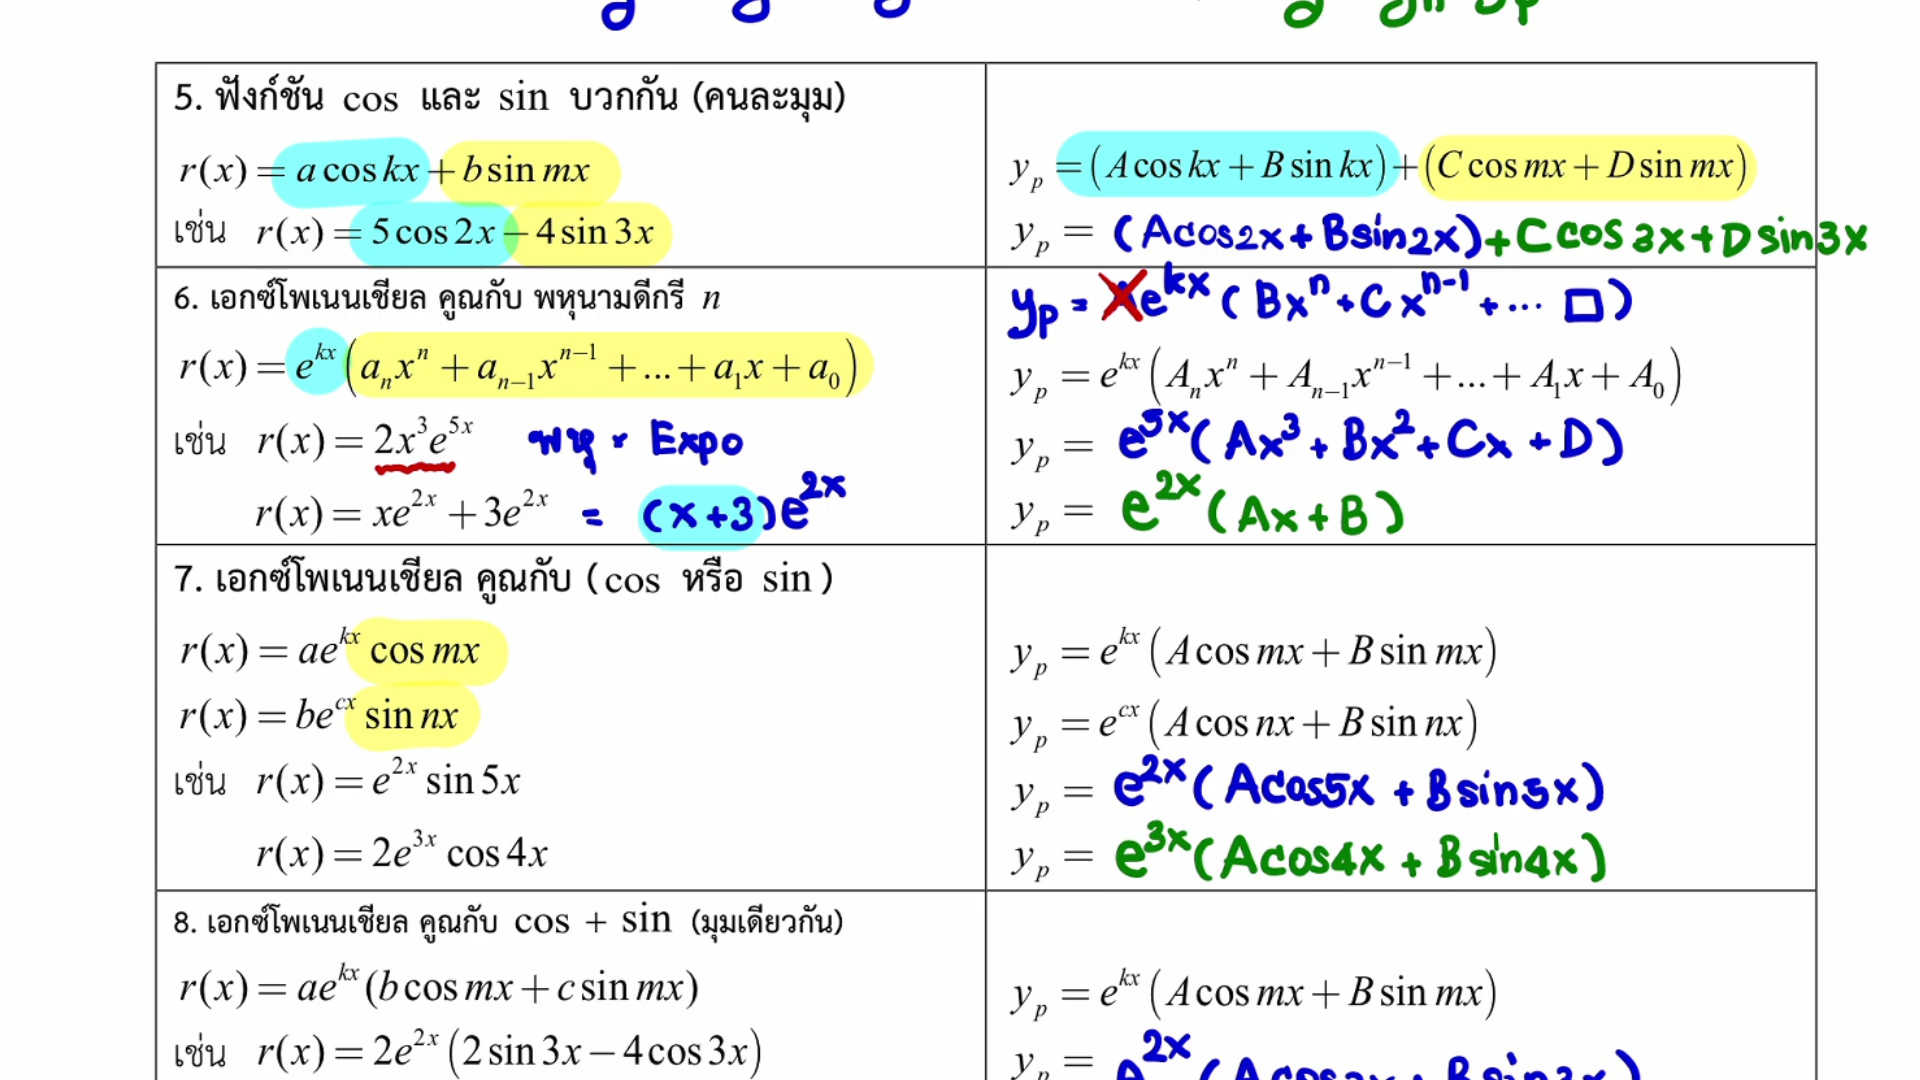 5. ฟังก์ชัน cos และ sin บวกกัน (คนละมุม)
r(x) = a cos kx + b sin mx
y_p = (A cos kx + B sin kx) + (C cos mx + D sin mx)
เช่น r(x) = 5 cos 2x − 4 sin 3x
y_p = (Acos2x + Bsin2x) + Ccos3x + Dsin3x
6. เอกซ์โพเนนเชียล คูณกับ พหุนามดีกรี n
y_p = e^{kx} (Bx^n + Cx^{n-1} + ... □)
r(x) = e^{kx} (a_n x^n + a_{n−1} x^{n−1} + ... + a_1 x + a_0)
y_p = e^{kx} (A_n x^n + A_{n−1} x^{n−1} + ... + A_1 x + A_0)
เช่น r(x) = 2x^3 e^{5x} พหุ × Expo
y_p = e^{5x} (Ax^3 + Bx^2 + Cx + D)
r(x) = xe^{2x} + 3e^{2x} = (x+3)e^{2x}
y_p = e^{2x} (Ax + B)
7. เอกซ์โพเนนเชียล คูณกับ (cos หรือ sin)
r(x) = ae^{kx} cos mx
y_p = e^{kx} (A cos mx + B sin mx)
r(x) = be^{cx} sin nx
y_p = e^{cx} (A cos nx + B sin nx)
เช่น r(x) = e^{2x} sin 5x
y_p = e^{2x} (Acos5x + Bsin5x)
r(x) = 2e^{3x} cos 4x
y_p = e^{3x} (Acos4x + Bsin4x)
8. เอกซ์โพเนนเชียล คูณกับ cos + sin (มุมเดียวกัน)
r(x) = ae^{kx} (b cos mx + c sin mx)
y_p = e^{kx} (A cos mx + B sin mx)
เช่น r(x) = 2e^{2x} (2 sin 3x − 4 cos 3x)
y_p = e^{2x} (Acos3x + Bsin3x)